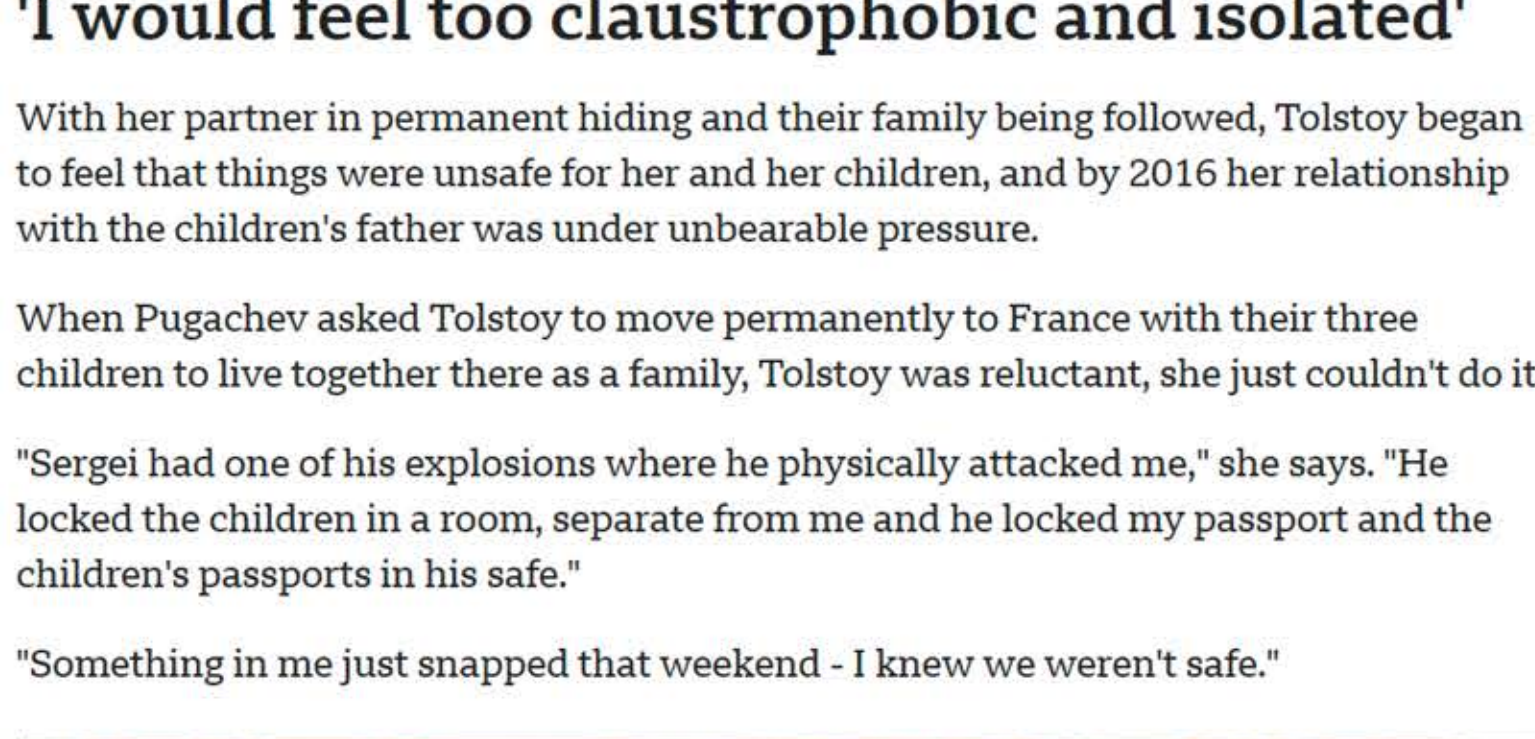 'I would feel too claustrophobic and isolated'
With her partner in permanent hiding and their family being followed, Tolstoy began
to feel that things were unsafe for her and her children, and by 2016 her relationship
with the children's father was under unbearable pressure.
When Pugachev asked Tolstoy to move permanently to France with their three
children to live together there as a family, Tolstoy was reluctant, she just couldn't do it
"Sergei had one of his explosions where he physically attacked me," she says. "He
locked the children in a room, separate from me and he locked my passport and the
children's passports in his safe."
"Something in me just snapped that weekend - I knew we weren't safe."